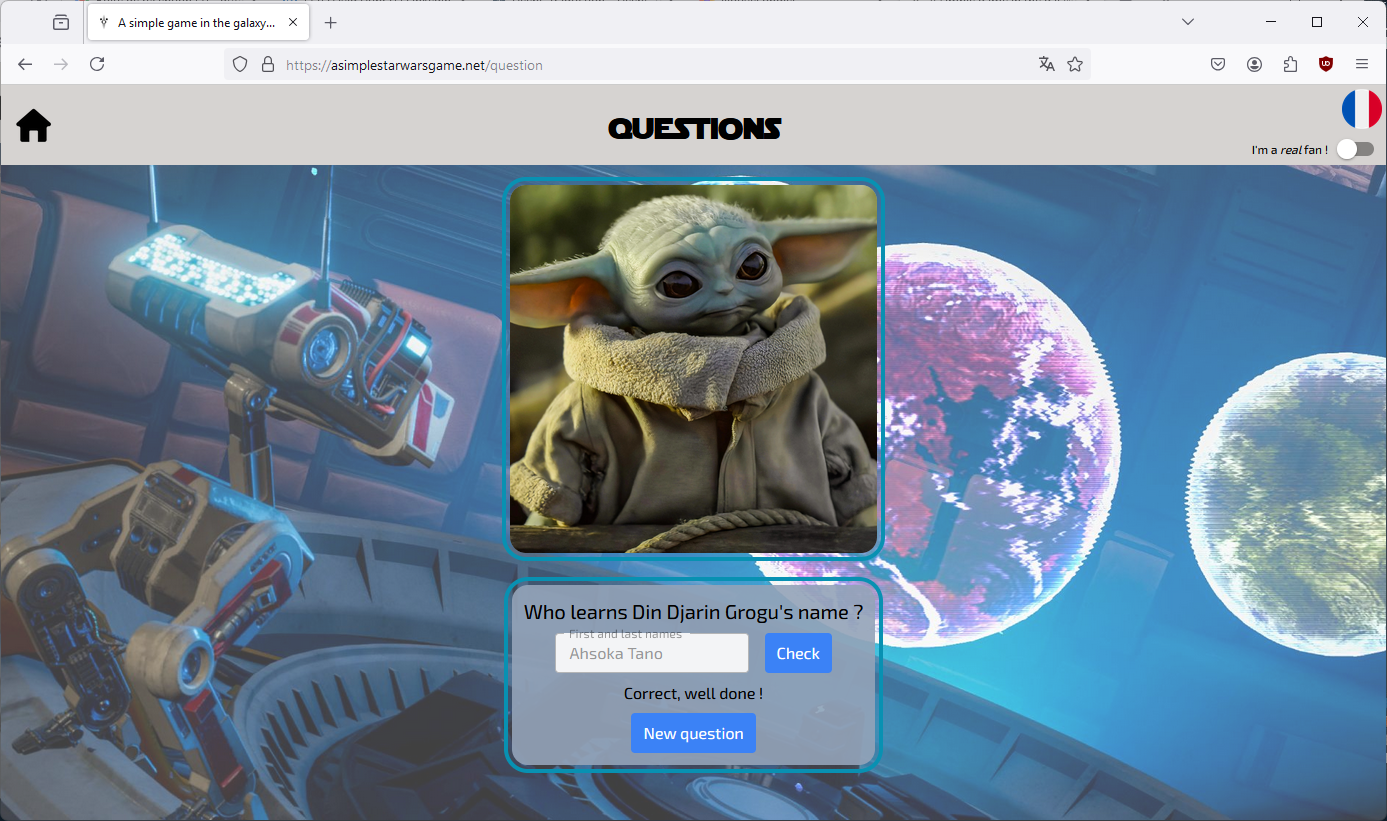 A simple game in the galaxy...
https://asimplestarwarsgame.net/question
QUESTIONS
I'm a real fan !
Who learns Din Djarin Grogu's name ?
First and last names
Ahsoka Tano
Check
Correct, well done !
New question